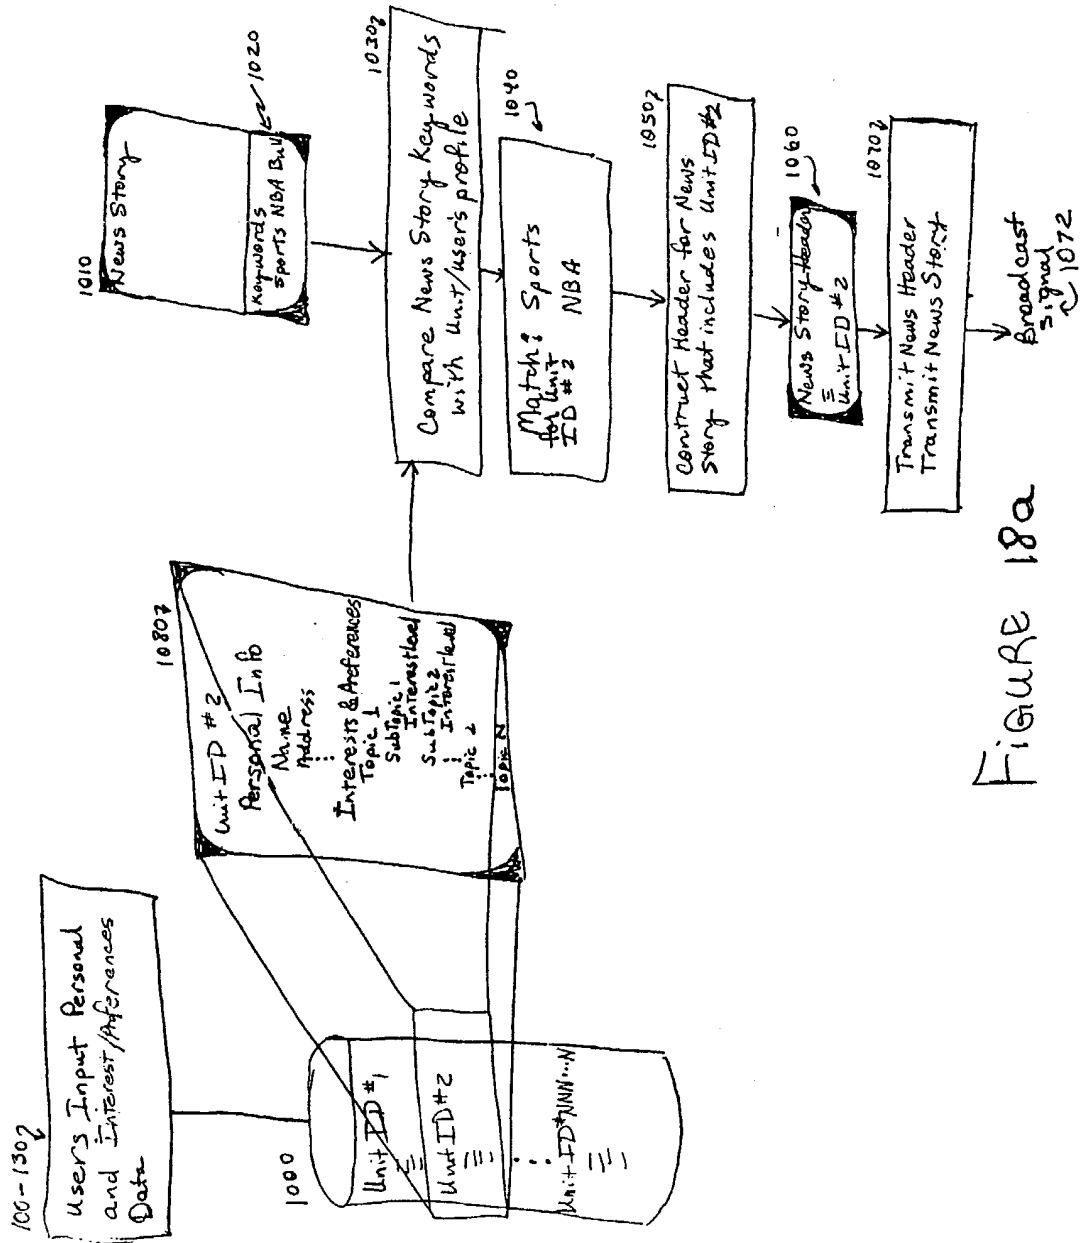 100-130
Users Input Personal
and Interest/Preferences
Data
1000
Unit ID #1
Unit ID #2
Unit ID #NNN...N
1080
Unit ID #2
Personal Info
Name
Address
Interests & Preferences
Topic 1
SubTopic 1
Interest level
SubTopic 2
Interest level
Topic 2
Topic N
1010
News Story
Keywords
Sports NBA Bull
1020
1030
Compare News Story Keywords
with Unit/User's profile
1040
Match: Sports
for Unit NBA
ID #2
1050
Contruct Header for News
Story that includes Unit ID #2
1060
News Story Header
Unit ID #2
1070
Transmit News Header
Transmit News Story
Broadcast
Signal
1072
FIGURE 18a